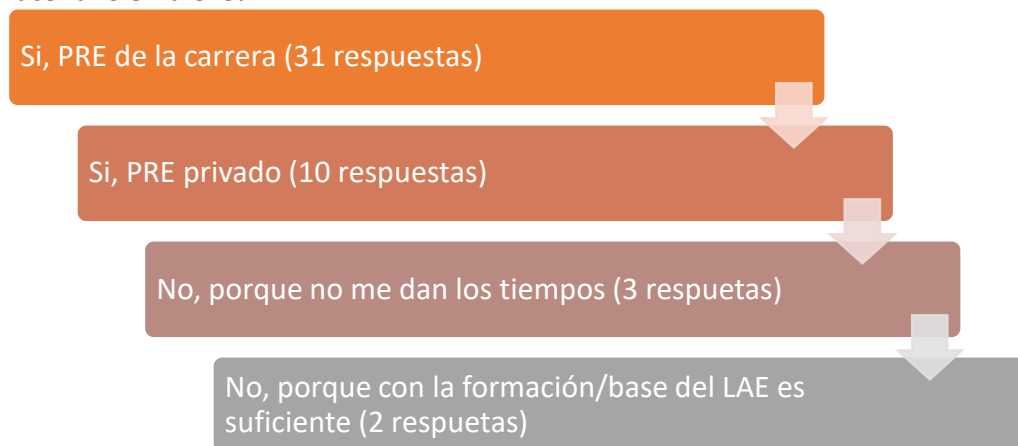 Si, PRE de la carrera (31 respuestas)
Si, PRE privado (10 respuestas)
No, porque no me dan los tiempos (3 respuetas)
No, porque con la formación/base del LAE es
suficiente (2 respuetas)